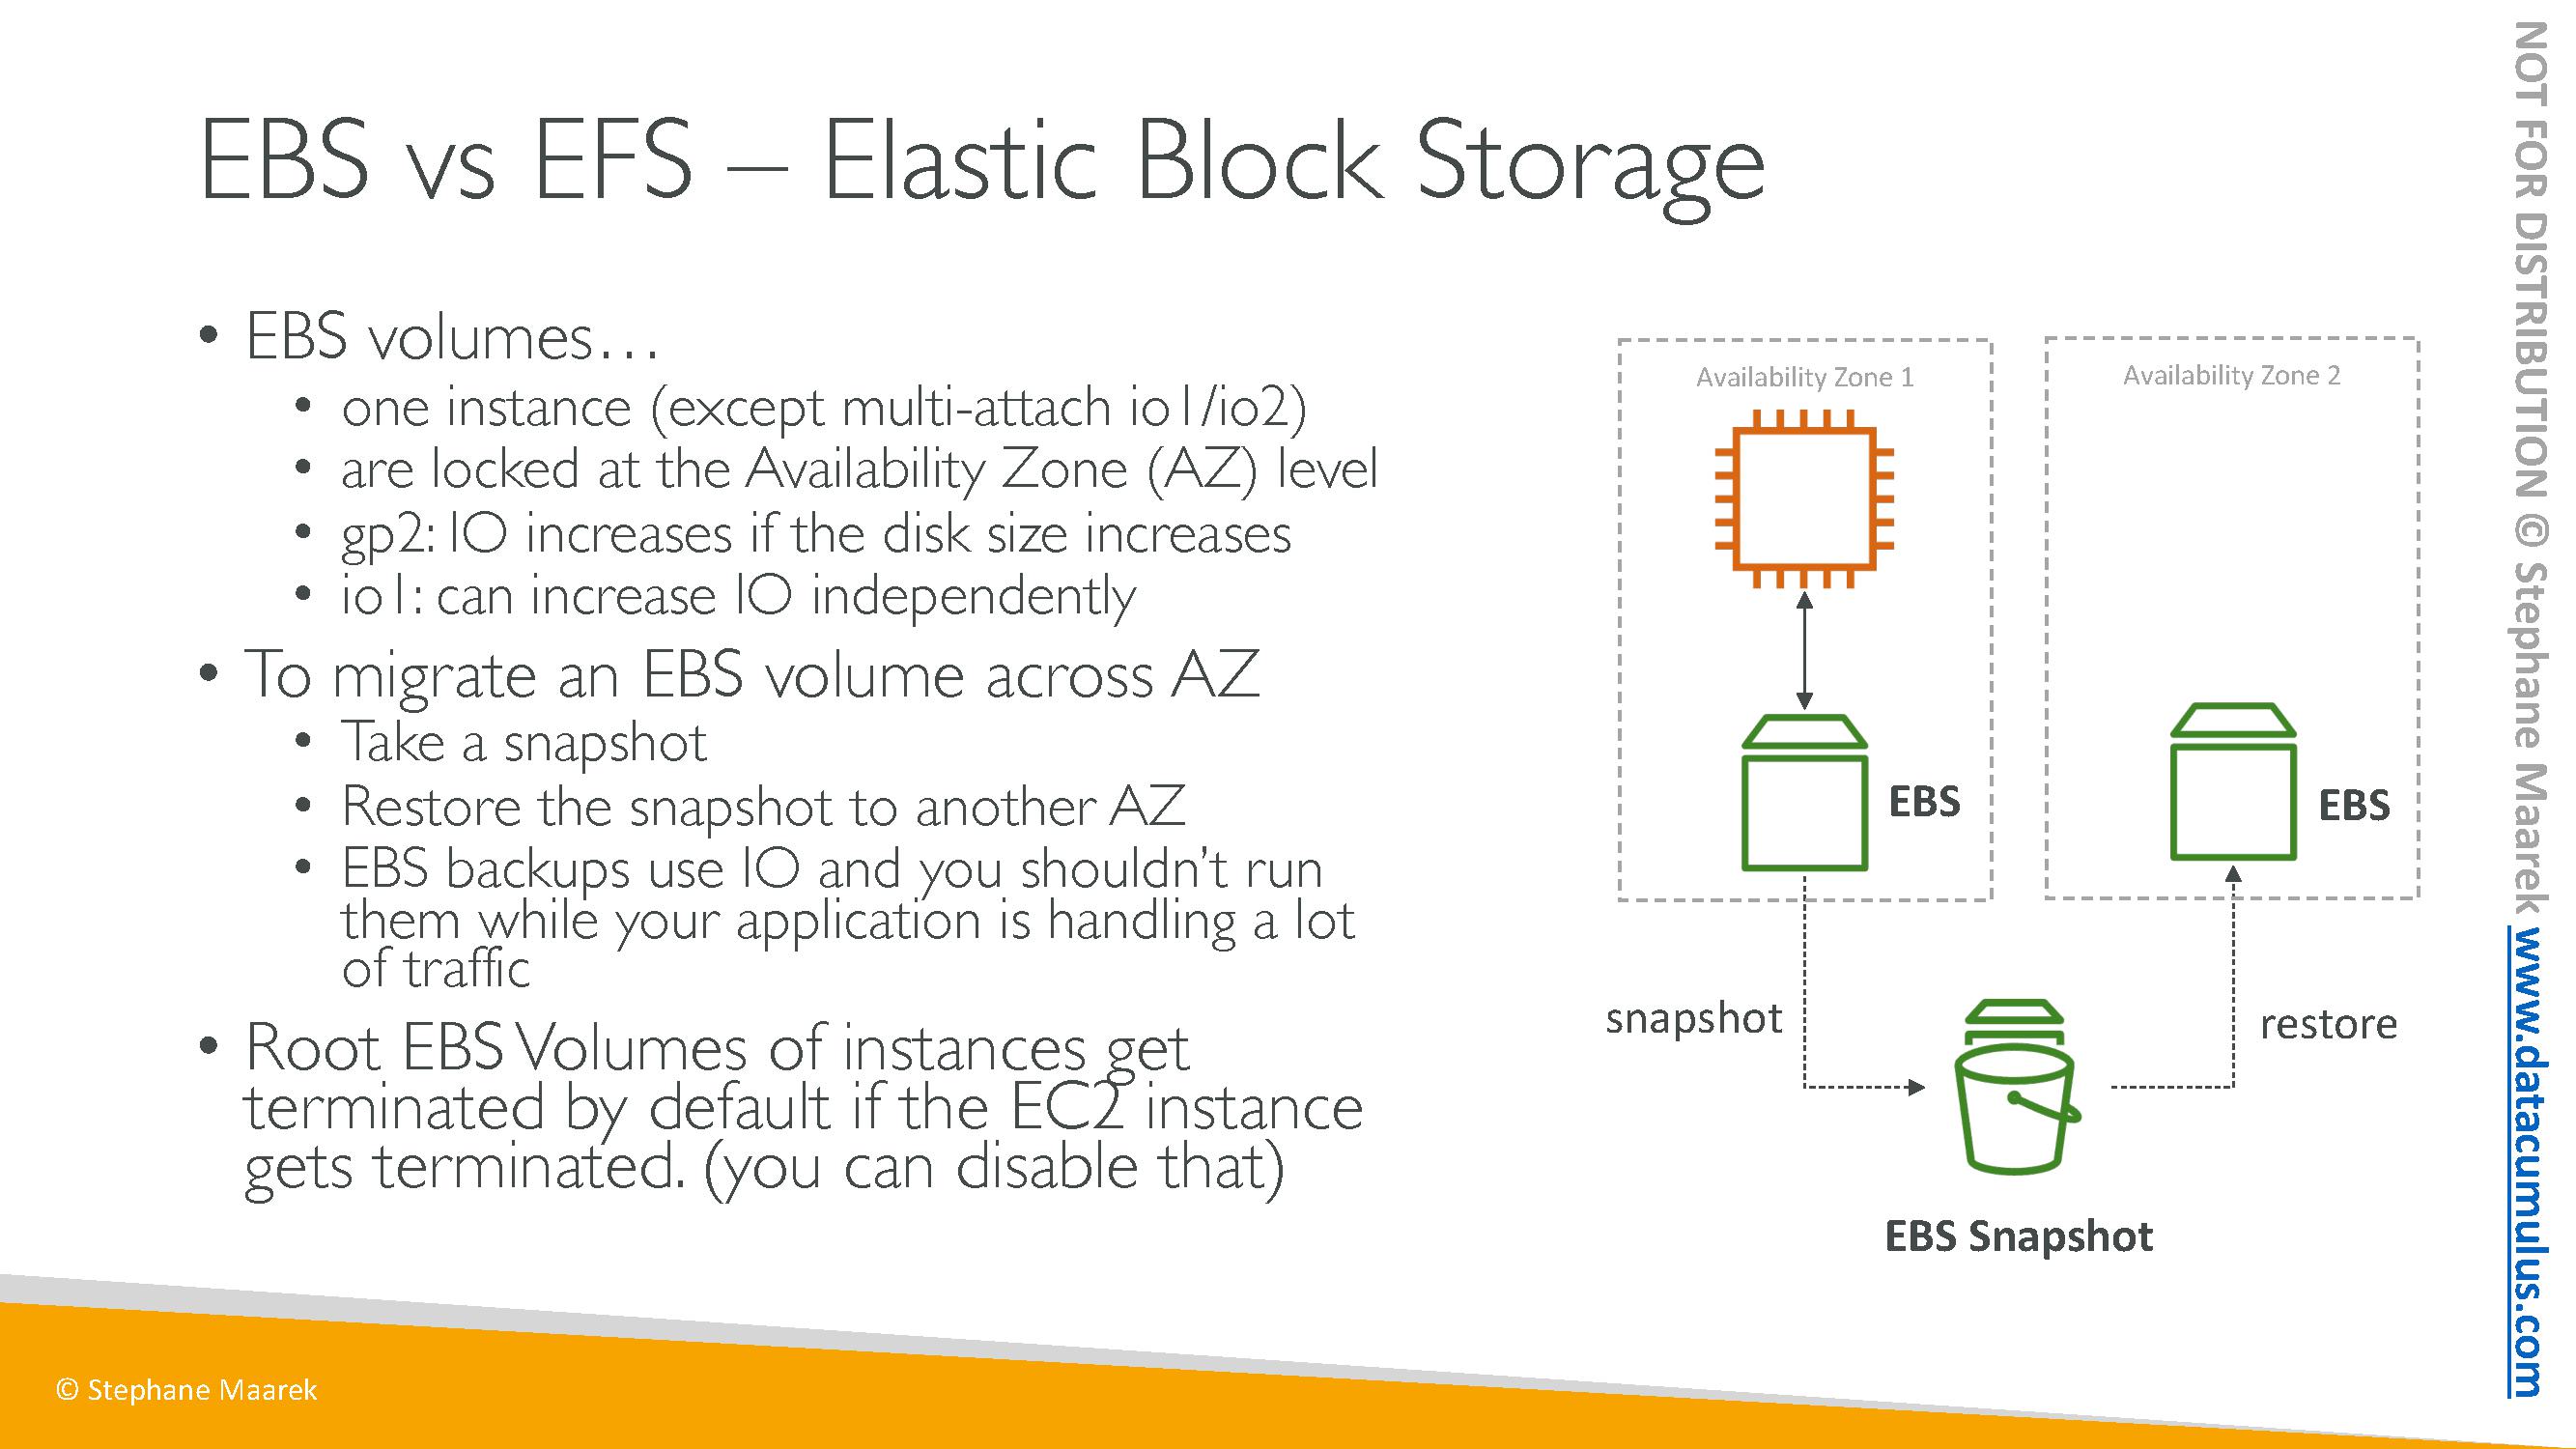 EBS vs EFS – Elastic Block Storage
• EBS volumes…
• one instance (except multi-attach io1/io2)
• are locked at the Availability Zone (AZ) level
• gp2: IO increases if the disk size increases
• io1: can increase IO independently
• To migrate an EBS volume across AZ
• Take a snapshot
• Restore the snapshot to another AZ
• EBS backups use IO and you shouldn’t run
them while your application is handling a lot
of traffic
• Root EBS Volumes of instances get
terminated by default if the EC2 instance
gets terminated. (you can disable that)
Availability Zone 1
Availability Zone 2
EBS
EBS
snapshot
restore
EBS Snapshot
© Stephane Maarek
NOT FOR DISTRIBUTION © Stephane Maarek www.datacumulus.com